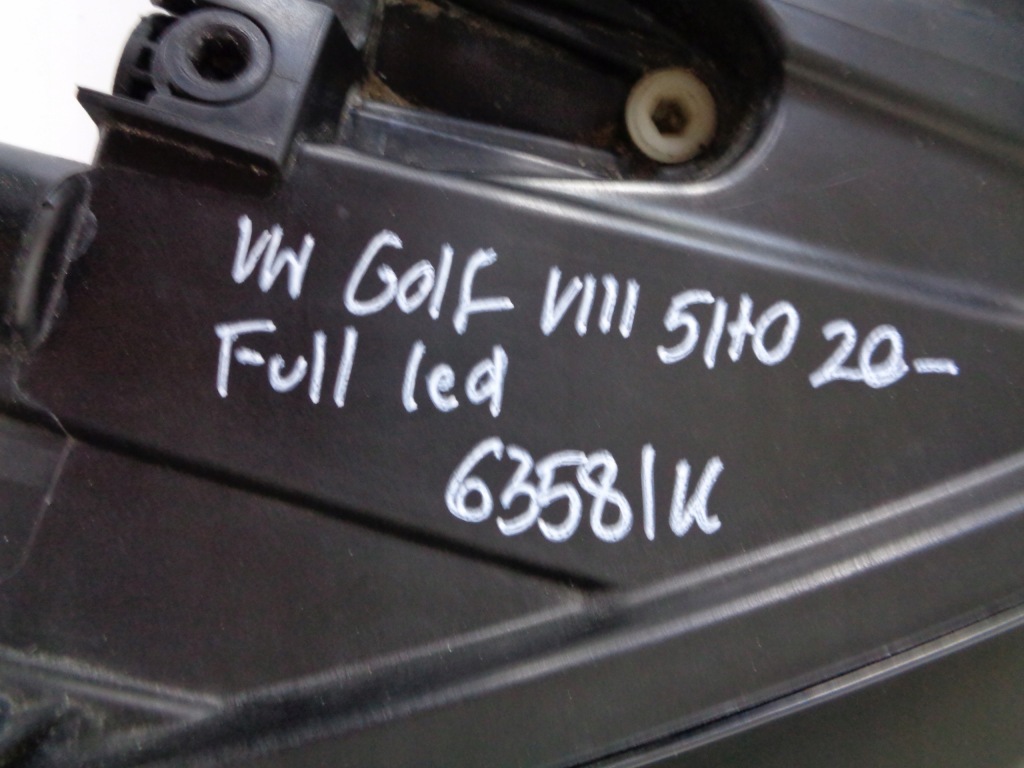 VW Golf VIII 5H0 20-
Full led
63581K